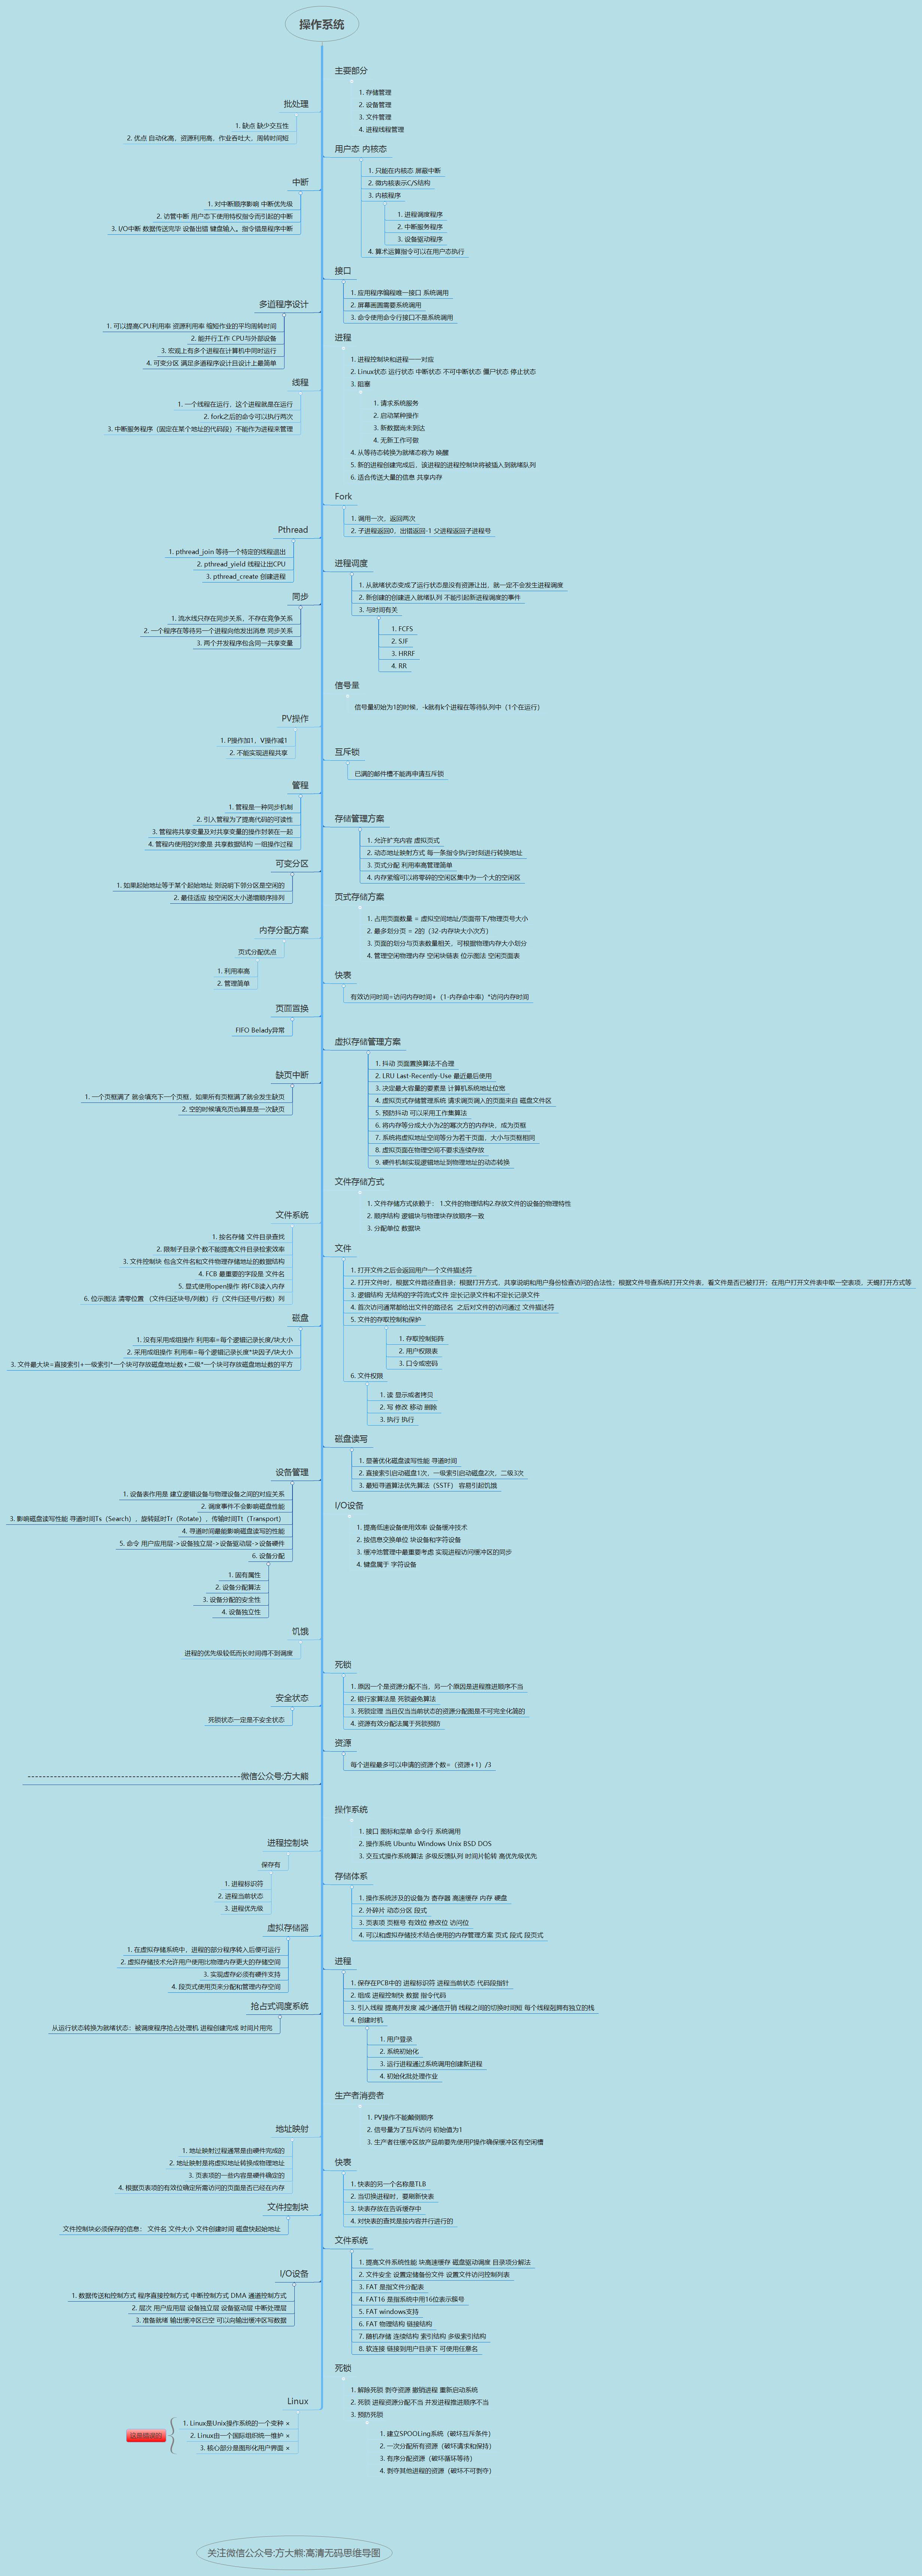 操作系统
主要部分
1. 存储管理
2. 设备管理
3. 文件管理
4. 进程线程管理
批处理
1. 缺点 缺少交互性
2. 优点 自动化高，资源利用高，作业吞吐大，周转时间短
用户态 内核态
1. 只能在内核态 屏蔽中断
2. 微内核表示C/S结构
3. 内核程序
1. 进程调度程序
2. 中断服务程序
3. 设备驱动程序
4. 算术运算指令可以在用户态执行
中断
1. 对中断顺序影响 中断优先级
2. 访管中断 用户态下使用特权指令而引起的中断
3. I/O中断 数据传送完毕 设备出错 键盘输入。指令错是程序中断
接口
1. 应用程序编程唯一接口 系统调用
2. 屏幕画圆需要系统调用
3. 命令使用命令行接口不是系统调用
多道程序设计
1. 可以提高CPU利用率 资源利用率 缩短作业的平均周转时间
2. 能并行工作 CPU与外部设备
3. 宏观上有多个进程在计算机中同时运行
4. 可变分区 满足多道程序设计且设计上最简单
进程
1. 进程控制块和进程一一对应
2. Linux状态 运行状态 中断状态 不可中断状态 僵尸状态 停止状态
3. 阻塞
1. 请求系统服务
2. 启动某种操作
3. 新数据尚未到达
4. 无新工作可做
4. 从等待态转换为就绪态称为 唤醒
5. 新的进程创建完成后，该进程的进程控制块将被插入到就绪队列
6. 适合传送大量的信息 共享内存
线程
1. 一个线程在运行，这个进程就是在运行
2. fork之后的命令可以执行两次
3. 中断服务程序（固定在某个地址的代码段）不能作为进程来管理
Fork
1. 调用一次，返回两次
2. 子进程返回0，出错返回-1 父进程返回子进程号
Pthread
1. pthread_join 等待一个特定的线程退出
2. pthread_yield 线程让出CPU
3. pthread_create 创建进程
进程调度
1. 从就绪状态变成了运行状态是没有资源让出，就一定不会发生进程调度
2. 新创建的创建进入就绪队列 不能引起新进程调度的事件
3. 与时间有关
1. FCFS
2. SJF
3. HRRF
4. RR
同步
1. 流水线只存在同步关系，不存在竞争关系
2. 一个程序在等待另一个进程向他发出消息 同步关系
3. 两个并发程序包含同一共享变量
信号量
信号量初始为1的时候，-k就有k个进程在等待队列中（1个在运行）
PV操作
1. P操作加1，V操作减1
2. 不能实现进程共享
互斥锁
已满的邮件槽不能再申请互斥锁
管程
1. 管程是一种同步机制
2. 引入管程为了提高代码的可读性
3. 管程将共享变量及对共享变量的操作封装在一起
4. 管程内使用的对象是 共享数据结构 一组操作过程
存储管理方案
1. 允许扩充内容 虚拟页式
2. 动态地址映射方式 每一条指令执行时刻进行转换地址
3. 页式分配 利用率高管理简单
4. 内存紧缩可以将零碎的空闲区集中为一个大的空闲区
可变分区
1. 如果起始地址等于某个起始地址 则说明下邻分区是空闲的
2. 最佳适应 按空闲区大小递增顺序排列
页式存储方案
1. 占用页面数量 = 虚拟空间地址/页面带下/物理页号大小
2. 最多划分页 = 2的（32-内存块大小次方）
3. 页面的划分与页表数量相关，可根据物理内存大小划分
4. 管理空闲物理内存 空闲块链表 位示图法 空闲页面表
内存分配方案
页式分配优点
1. 利用率高
2. 管理简单
快表
有效访问时间=访问内存时间+（1-内存命中率）*访问内存时间
页面置换
FIFO Belady异常
虚拟存储管理方案
1. 抖动 页面置换算法不合理
2. LRU Last-Recently-Use 最近最后使用
3. 决定最大容量的要素是 计算机系统地址位宽
4. 虚拟页式存储管理系统 请求调页调入的页面来自 磁盘文件区
5. 预防抖动 可以采用工作集算法
6. 将内存等分成大小为2的幂次方的内存块，成为页框
7. 系统将虚拟地址空间等分为若干页面，大小与页框相同
8. 虚拟页面在物理空间不要求连续存放
9. 硬件机制实现逻辑地址到物理地址的动态转换
缺页中断
1. 一个页框满了 就会填充下一个页框，如果所有页框满了就会发生缺页
2. 空的时候填充页也算是是一次缺页
文件存储方式
1. 文件存储方式依赖于： 1.文件的物理结构2.存放文件的设备的物理特性
2. 顺序结构 逻辑块与物理块存放顺序一致
3. 分配单位 数据块
文件系统
1. 按名存储 文件目录查找
2. 限制子目录个数不能提高文件目录检索效率
3. 文件控制块 包含文件名和文件物理存储地址的数据结构
4. FCB 最重要的字段是 文件名
5. 显式使用open操作 将FCB读入内存
6. 位示图法 清零位置 （文件归还块号/列数）行（文件归还号/行数）列
文件
1. 打开文件之后会返回用户一个文件描述符
2. 打开文件时，根据文件路径查目录；根据打开方式，共享说明和用户身份检查访问的合法性；根据文件号查系统打开文件表，看文件是否已被打开；在用户打开文件表中取一空表项，天蝎打开方式等
3. 逻辑结构 无结构的字符流式文件 定长记录文件和不定长记录文件
4. 首次访问通常都给出文件的路径名 之后对文件的访问通过 文件描述符
5. 文件的存取控制和保护
1. 存取控制矩阵
2. 用户权限表
3. 口令或密码
6. 文件权限
1. 读 显示或者拷贝
2. 写 修改 移动 删除
3. 执行 执行
磁盘
1. 没有采用成组操作 利用率=每个逻辑记录长度/块大小
2. 采用成组操作 利用率=每个逻辑记录长度*块因子/块大小
3. 文件最大块=直接索引+一级索引*一个块可存放磁盘地址数+二级*一个块可存放磁盘地址数的平方
磁盘读写
1. 显著优化磁盘读写性能 寻道时间
2. 直接索引启动磁盘1次，一级索引启动磁盘2次，二级3次
3. 最短寻道算法优先算法（SSTF） 容易引起饥饿
设备管理
1. 设备表作用是 建立逻辑设备与物理设备之间的对应关系
2. 调度事件不会影响磁盘性能
3. 影响磁盘读写性能 寻道时间Ts（Search），旋转延时Tr（Rotate），传输时间Tt（Transport）
4. 寻道时间最能影响磁盘读写的性能
5. 命令 用户应用层->设备独立层->设备驱动层->设备硬件
6. 设备分配
1. 固有属性
2. 设备分配算法
3. 设备分配的安全性
4. 设备独立性
I/O设备
1. 提高低速设备使用效率 设备缓冲技术
2. 按信息交换单位 块设备和字符设备
3. 缓冲池管理中最重要考虑 实现进程访问缓冲区的同步
4. 键盘属于 字符设备
饥饿
进程的优先级较低而长时间得不到调度
死锁
1. 原因一个是资源分配不当，另一个原因是进程推进顺序不当
2. 银行家算法是 死锁避免算法
3. 死锁定理 当且仅当当前状态的资源分配图是不可完全化简的
4. 资源有效分配法属于死锁预防
安全状态
死锁状态一定是不安全状态
资源
每个进程最多可以申请的资源个数=（资源+1）/3
----------------------------------------------------------微信公众号:方大熊
操作系统
1. 接口 图标和菜单 命令行 系统调用
2. 操作系统 Ubuntu Windows Unix BSD DOS
3. 交互式操作系统算法 多级反馈队列 时间片轮转 高优先级优先
进程控制块
保存有
1. 进程标识符
2. 进程当前状态
3. 进程优先级
存储体系
1. 操作系统涉及的设备为 寄存器 高速缓存 内存 硬盘
2. 外碎片 动态分区 段式
3. 页表项 页框号 有效位 修改位 访问位
4. 可以和虚拟存储技术结合使用的内存管理方案 页式 段式 段页式
虚拟存储器
1. 在虚拟存储系统中，进程的部分程序转入后便可运行
2. 虚拟存储技术允许用户使用比物理内存更大的存储空间
3. 实现虚存必须有硬件支持
4. 段页式使用页来分配和管理内存空间
进程
1. 保存在PCB中的 进程标识符 进程当前状态 代码段指针
2. 组成 进程控制快 数据 指令代码
3. 引入线程 提高并发度 减少通信开销 线程之间的切换时间短 每个线程剋拥有独立的栈
4. 创建时机
1. 用户登录
2. 系统初始化
3. 运行进程通过系统调用创建新进程
4. 初始化批处理作业
抢占式调度系统
从运行状态转换为就绪状态：被调度程序抢占处理机 进程创建完成 时间片用完
生产者消费者
1. PV操作不能颠倒顺序
2. 信号量为了互斥访问 初始值为1
3. 生产者往缓冲区放产品前要先使用P操作确保缓冲区有空闲槽
地址映射
1. 地址映射过程通常是由硬件完成的
2. 地址映射是将虚拟地址转换成物理地址
3. 页表项的一些内容是硬件确定的
4. 根据页表项的有效位确定所需访问的页面是否已经在内存
快表
1. 快表的另一个名称是TLB
2. 当切换进程时，要刷新快表
3. 块表存放在告诉缓存中
4. 对快表的查找是按内容并行进行的
文件控制块
文件控制块必须保存的信息： 文件名 文件大小 文件创建时间 磁盘快起始地址
文件系统
1. 提高文件系统性能 块高速缓存 磁盘驱动调度 目录项分解法
2. 文件安全 设置定储备份文件 设置文件访问控制列表
3. FAT 是指文件分配表
4. FAT16 是指系统中用16位表示簇号
5. FAT windows支持
6. FAT 物理结构 链接结构
7. 随机存储 连续结构 索引结构 多级索引结构
8. 软连接 链接到用户目录下 可使用任意名
I/O设备
1. 数据传送和控制方式 程序直接控制方式 中断控制方式 DMA 通道控制方式
2. 层次 用户应用层 设备独立层 设备驱动层 中断处理层
3. 准备就绪 输出缓冲区已空 可以向输出缓冲区写数据
死锁
1. 解除死锁 剥夺资源 撤销进程 重新启动系统
2. 死锁 进程资源分配不当 并发进程推进顺序不当
3. 预防死锁
1. 建立SPOOLing系统（破坏互斥条件）
2. 一次分配所有资源（破坏请求和保持）
3. 有序分配资源（破坏循环等待）
4. 剥夺其他进程的资源（破坏不可剥夺）
Linux
1. Linux是Unix操作系统的一个变种 ×
2. Linux由一个国际组织统一维护 ×
3. 核心部分是图形化用户界面 ×
这是错误的
关注微信公众号:方大熊:高清无码思维导图